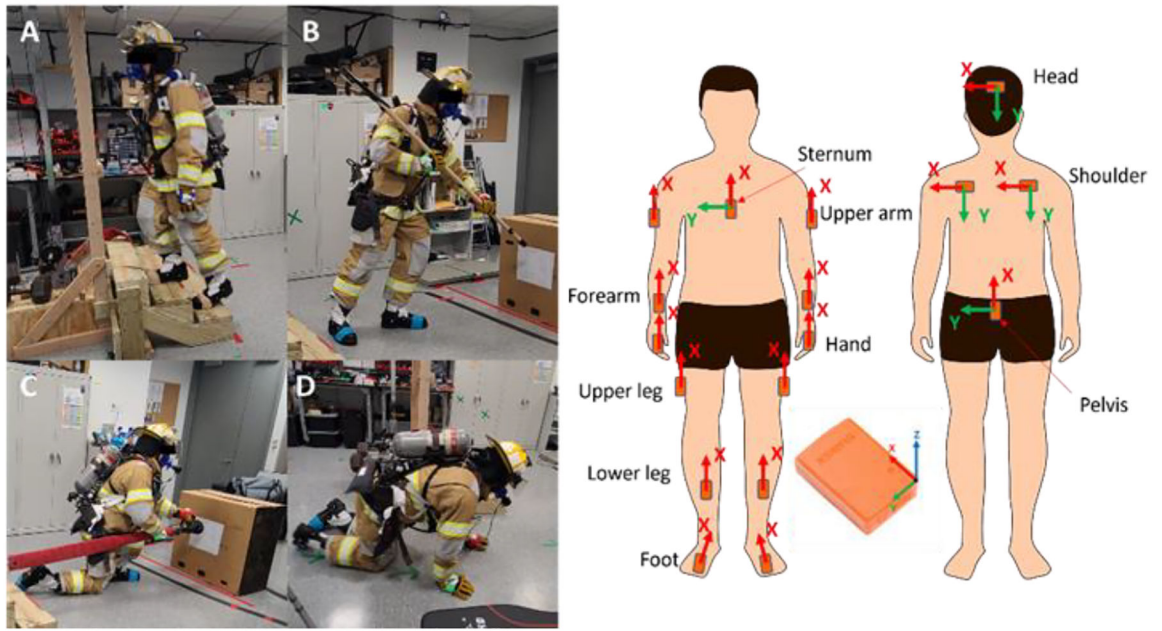 A
B
C
D
X
Head
Y
Sternum
X
X
X
Y
Upper arm
X
X
Shoulder
Y
Y
Forearm
X
X
X
X
Hand
X
Y
Upper leg
X
X
Pelvis
Lower leg
X
X
Z
X
Foot
X
X